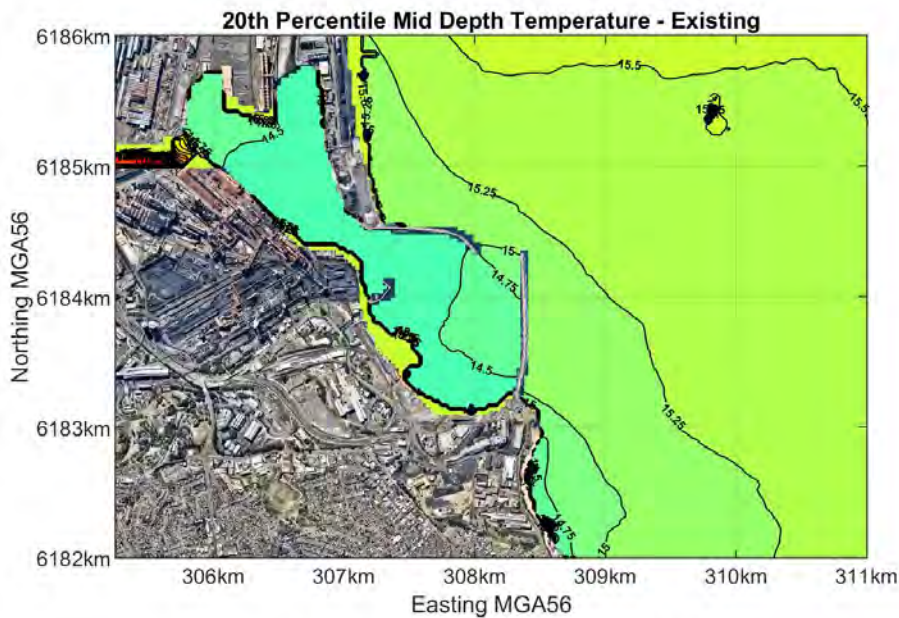 20th Percentile Mid Depth Temperature - Existing
6186km
6185km
6184km
6183km
6182km
Northing MGA56
15.5
15.5
15.25
14.5
15.25
15
14.75
14.5
15.25
14.75
15
306km
307km
308km
309km
310km
311km
Easting MGA56